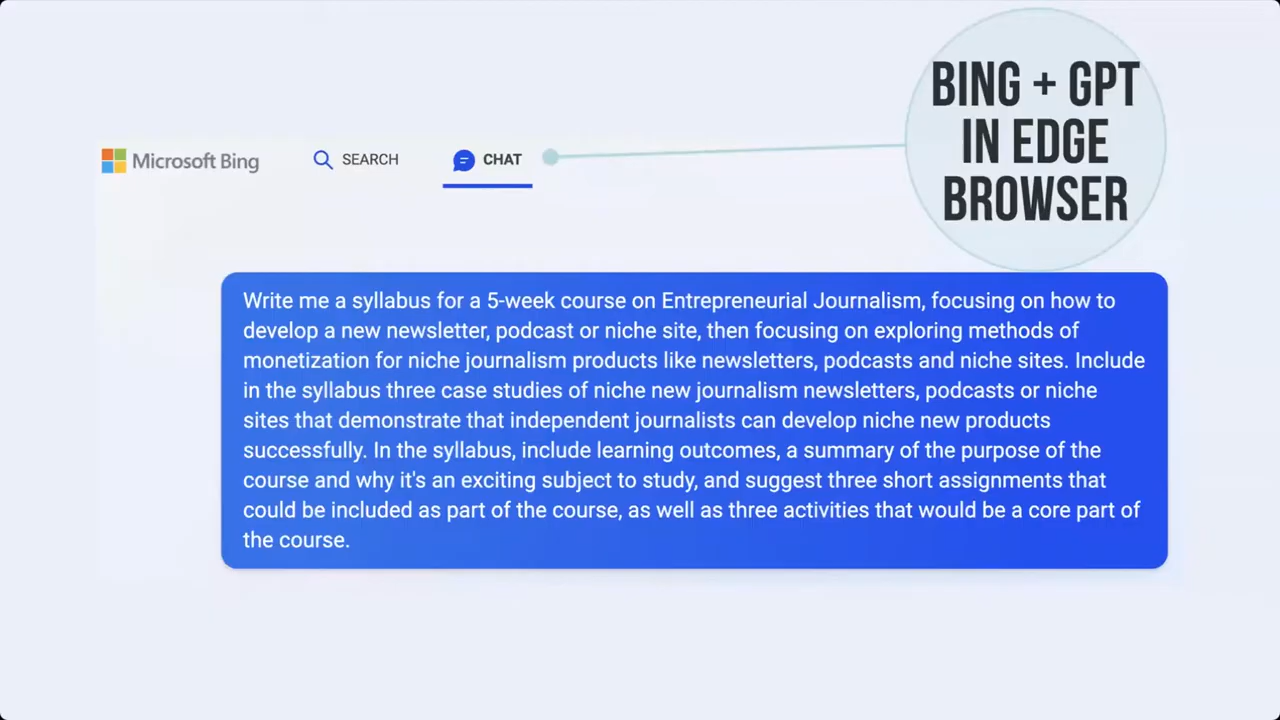 BING + GPT
IN EDGE
BROWSER
Microsoft Bing
SEARCH
CHAT
Write me a syllabus for a 5-week course on Entrepreneurial Journalism, focusing on how to
develop a new newsletter, podcast or niche site, then focusing on exploring methods of
monetization for niche journalism products like newsletters, podcasts and niche sites. Include
in the syllabus three case studies of niche new journalism newsletters, podcasts or niche
sites that demonstrate that independent journalists can develop niche new products
successfully. In the syllabus, include learning outcomes, a summary of the purpose of the
course and why it's an exciting subject to study, and suggest three short assignments that
could be included as part of the course, as well as three activities that would be a core part of
the course.